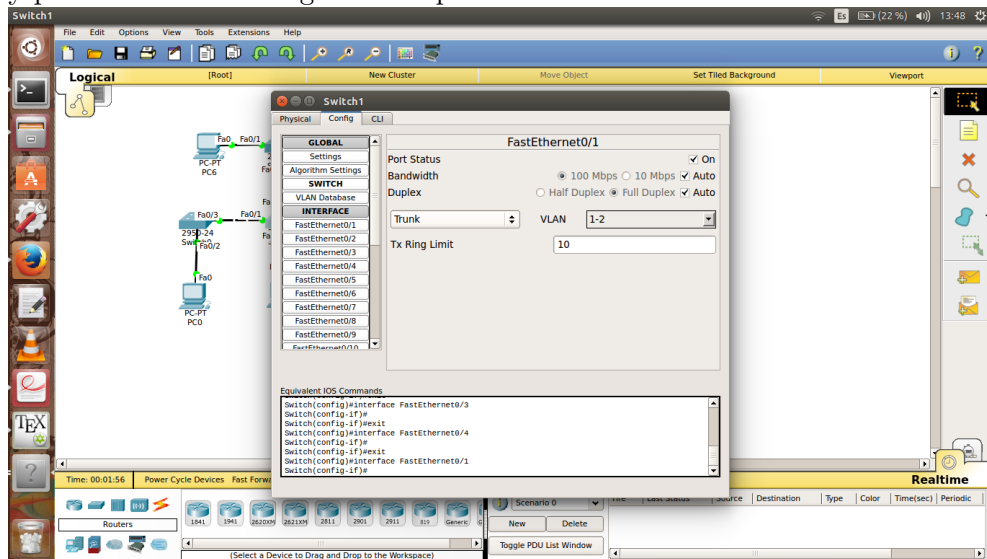 Switch1
Es (22 %) 13:48
File Edit Options View Tools Extensions Help
Logical [Root] New Cluster Move Object Set Tiled Background Viewport
Switch1
Physical Config CLI
GLOBAL
Settings
Algorithm Settings
SWITCH
VLAN Database
INTERFACE
FastEthernet0/1
FastEthernet0/2
FastEthernet0/3
FastEthernet0/4
FastEthernet0/5
FastEthernet0/6
FastEthernet0/7
FastEthernet0/8
FastEthernet0/9
FastEthernet0/10
FastEthernet0/1
Port Status On
Bandwidth 100 Mbps 10 Mbps Auto
Duplex Half Duplex Full Duplex Auto
Trunk VLAN 1-2
Tx Ring Limit 10
Equivalent IOS Commands
Switch(config)#interface FastEthernet0/3
Switch(config-if)#
Switch(config-if)#exit
Switch(config)#interface FastEthernet0/4
Switch(config-if)#
Switch(config-if)#exit
Switch(config)#interface FastEthernet0/1
Switch(config-if)#
Fa0 Fa0/1
PC-PT
PC6
Fa0/3 Fa0/1
2950-24
Fa0/2
Fa0
PC-PT
PC0
TEX
Time: 00:01:56 Power Cycle Devices Realtime
Routers
1841 1941 2620XM 2621XM 2811 2901 2911 819 Generic
(Select a Device to Drag and Drop to the Workspace)
Scenario 0
New Delete
Toggle PDU List Window
Source Destination Type Color Time(sec) Periodic